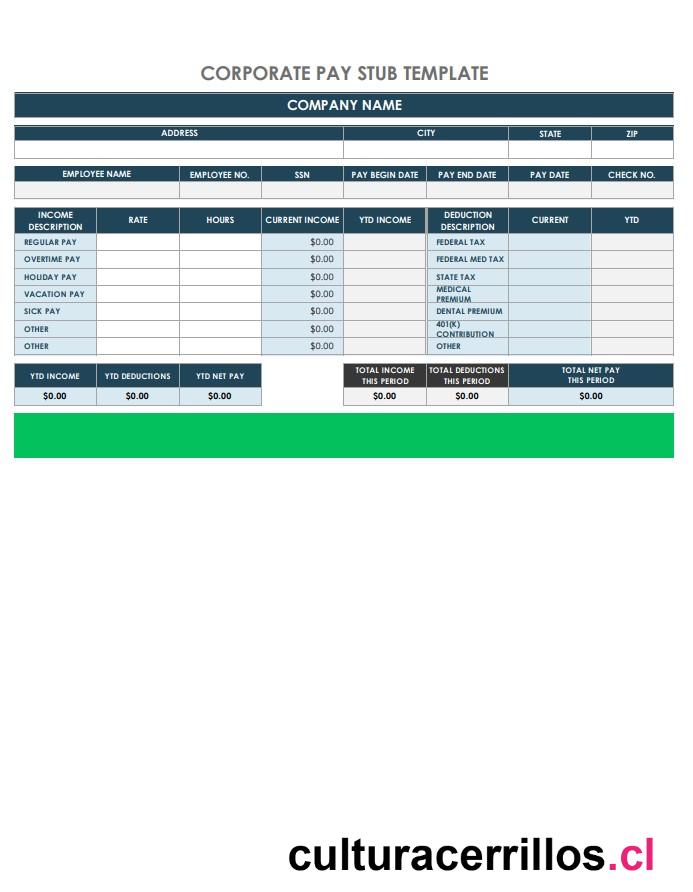 CORPORATE PAY STUB TEMPLATE
COMPANY NAME
ADDRESS CITY STATE ZIP
EMPLOYEE NAME EMPLOYEE NO. SSN PAY BEGIN DATE PAY END DATE PAY DATE CHECK NO.
INCOME DESCRIPTION RATE HOURS CURRENT INCOME YTD INCOME DEDUCTION DESCRIPTION CURRENT YTD
REGULAR PAY $0.00 FEDERAL TAX
OVERTIME PAY $0.00 FEDERAL MED TAX
HOLIDAY PAY $0.00 STATE TAX
VACATION PAY $0.00 MEDICAL PREMIUM
SICK PAY $0.00 DENTAL PREMIUM
OTHER $0.00 401(K) CONTRIBUTION
OTHER $0.00 OTHER
YTD INCOME YTD DEDUCTIONS YTD NET PAY TOTAL INCOME THIS PERIOD TOTAL DEDUCTIONS THIS PERIOD TOTAL NET PAY THIS PERIOD
$0.00 $0.00 $0.00 $0.00 $0.00 $0.00
culturacerrillos.cl